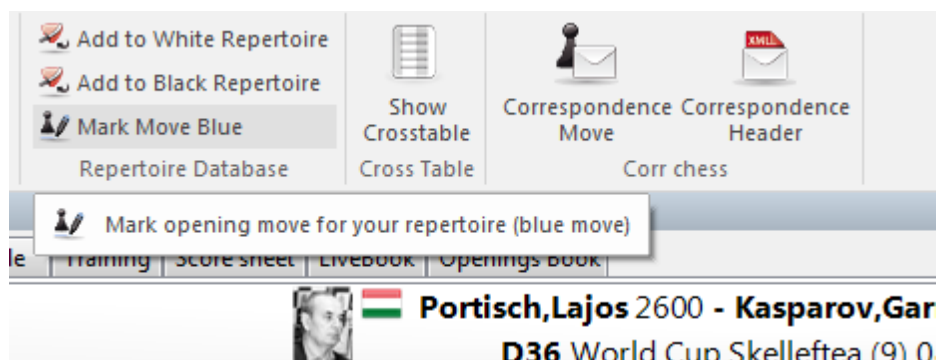 Add to White Repertoire
Add to Black Repertoire
Mark Move Blue
Repertoire Database
Show
Crosstable
Cross Table
Correspondence
Move
XML
Correspondence
Header
Corr chess
Mark opening move for your repertoire (blue move)
le Training Score sheet LiveBook Openings Book
Portisch,Lajos 2600 - Kasparov,Gar
D36 World Cup Skelleftea (9) 0